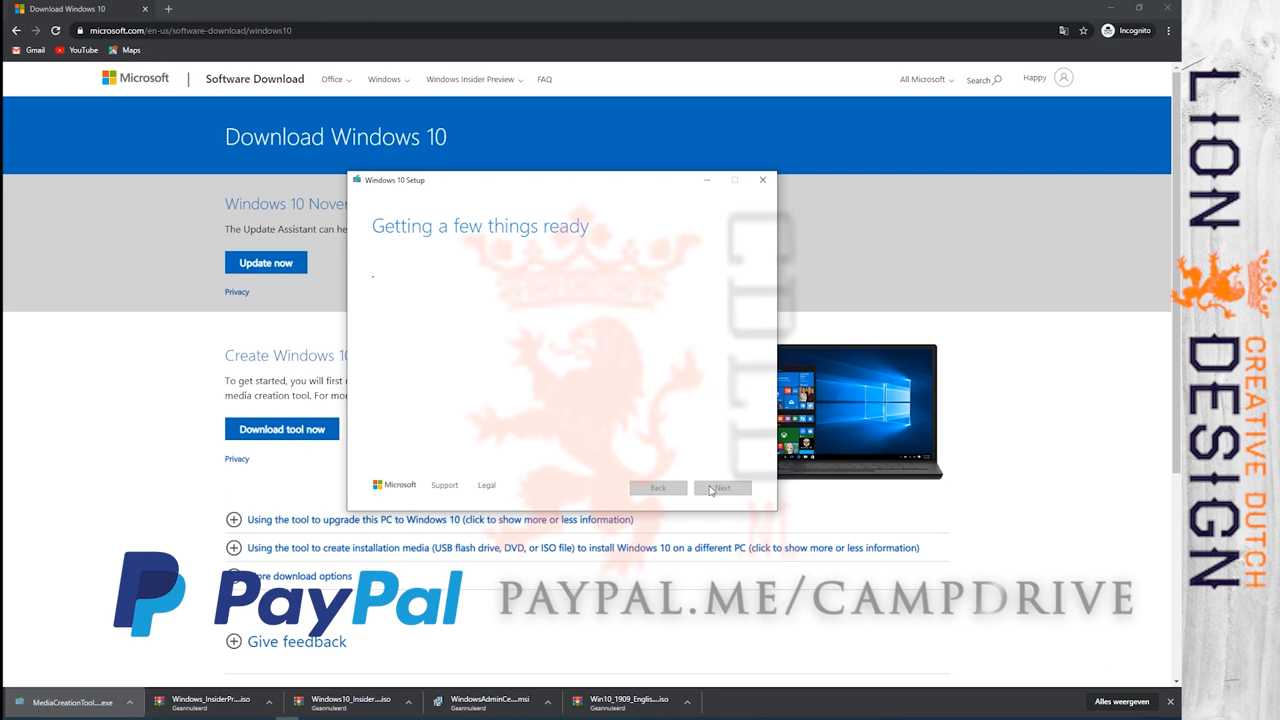 Download Windows 10
microsoft.com/en-us/software-download/windows10
Incognito
Gmail
YouTube
Maps
Microsoft
Software Download
Office
Windows
Windows Insider Preview
FAQ
All Microsoft
Search
Happy
Download Windows 10
Windows 10 Nover
The Update Assistant can he
Update now
Privacy
Windows 10 Setup
Getting a few things ready
Microsoft
Support
Legal
Back
Next
Create Windows 10
To get started, you will first
media creation tool. For mor
Download tool now
Privacy
Using the tool to upgrade this PC to Windows 10 (click to show more or less information)
Using the tool to create installation media (USB flash drive, DVD, or ISO file) to install Windows 10 on a different PC (click to show more or less information)
ore download options
PayPal
PAYPAL.ME/CAMPDRIVE
Give feedback
MediaCreationTool....exe
Windows_InsiderPr....iso
Geannuleerd
Windows10_Insider....iso
Geannuleerd
WindowsAdminCe....msi
Geannuleerd
Win10_1909_Englis....iso
Geannuleerd
Alles weergeven
LION
DESIGN
CREATIVE DUTCH